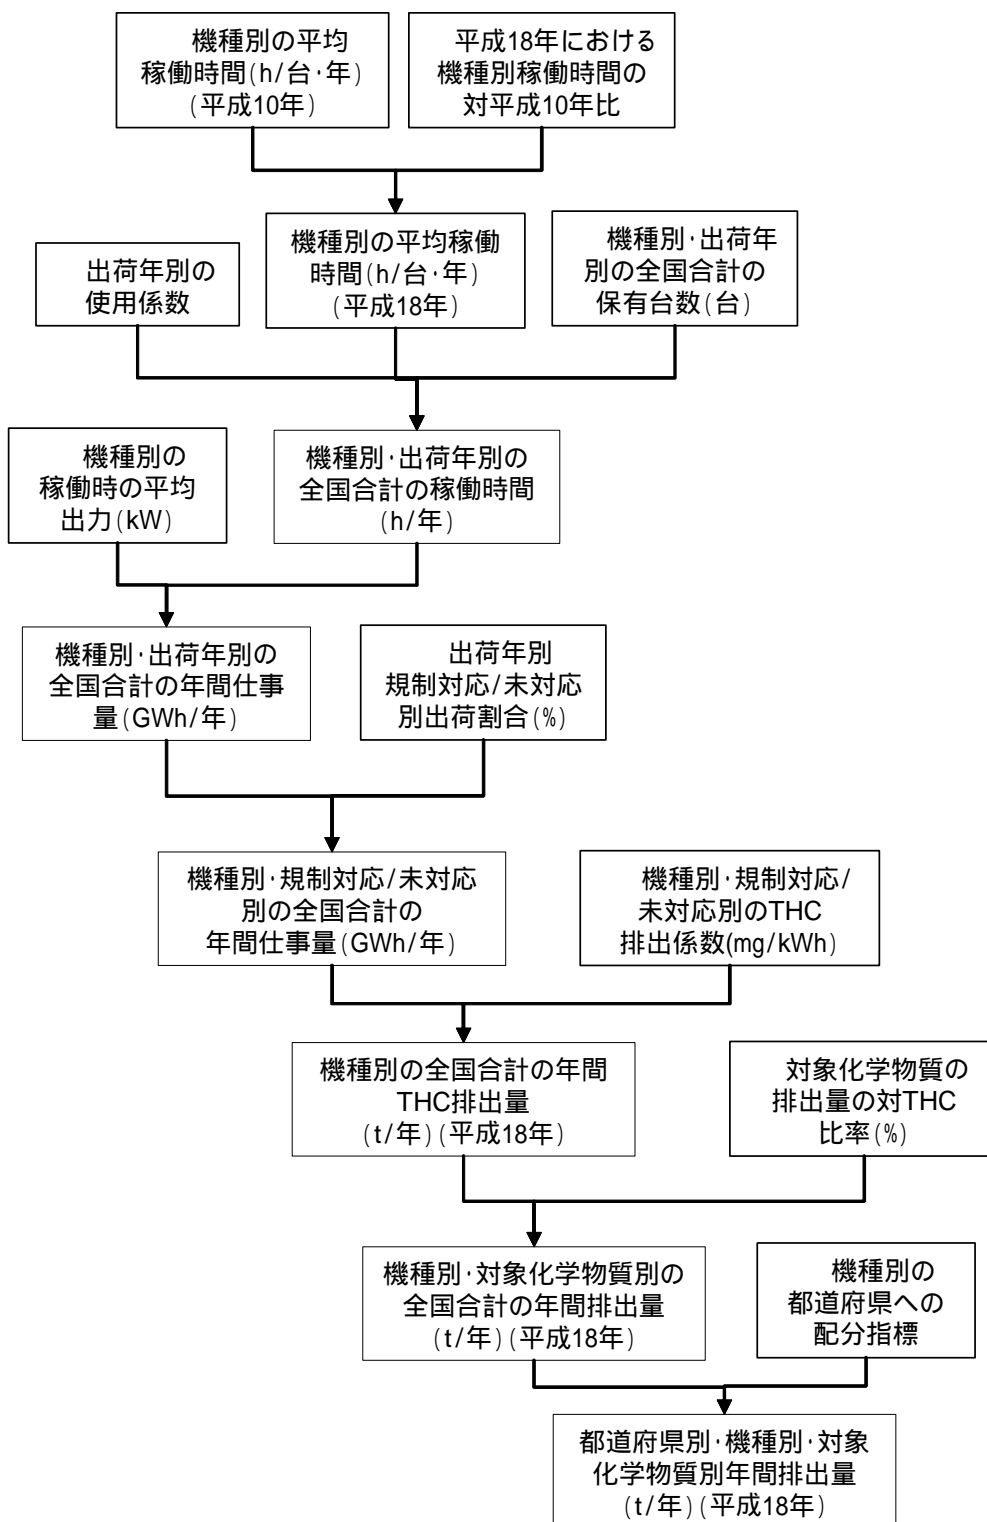 機種別の平均
稼働時間(h/台·年)
(平成10年)
平成18年における
機種別稼働時間の
対平成10年比
出荷年別の
使用係数
機種別の平均稼働
時間(h/台·年)
(平成18年)
機種別·出荷年
別の全国合計の
保有台数(台)
機種別の
稼働時の平均
出力(kW)
機種別·出荷年別の
全国合計の稼働時間
(h/年)
機種別·出荷年別の
全国合計の年間仕事
量(GWh/年)
出荷年別
規制対応/未対応
別出荷割合(%)
機種別·規制対応/未対応
別の全国合計の
年間仕事量(GWh/年)
機種別·規制対応/
未対応別のTHC
排出係数(mg/kWh)
機種別の全国合計の年間
THC排出量
(t/年)(平成18年)
対象化学物質の
排出量の対THC
比率(%)
機種別·対象化学物質別の
全国合計の年間排出量
(t/年)(平成18年)
機種別の
都道府県への
配分指標
都道府県別·機種別·対象
化学物質別年間排出量
(t/年)(平成18年)